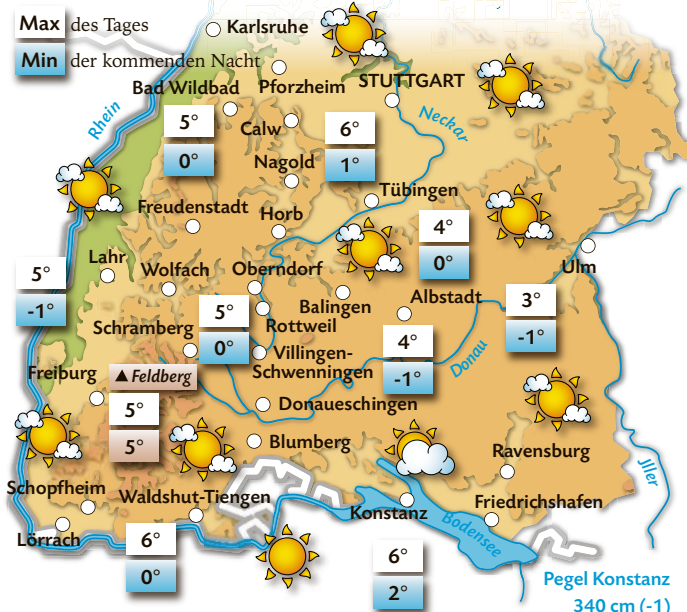 Max des Tages
Min der kommenden Nacht
Karlsruhe
Rhein
Bad Wildbad
Pforzheim
STUTTGART
Neckar
5°
0°
Calw
6°
1°
Nagold
Tübingen
Freudenstadt
Horb
4°
0°
Lahr
Wolfach
Oberndorf
Ulm
5°
-1°
Balingen
Albstadt
3°
-1°
5°
0°
Rottweil
Schramberg
Villingen-
Schwenningen
4°
-1°
Donau
Freiburg
▲ Feldberg
5°
5°
Donaueschingen
Blumberg
Ravensburg
Iller
Schopfheim
Waldshut-Tiengen
Konstanz
Friedrichshafen
Bodensee
Lörrach
6°
0°
6°
2°
Pegel Konstanz
340 cm (-1)